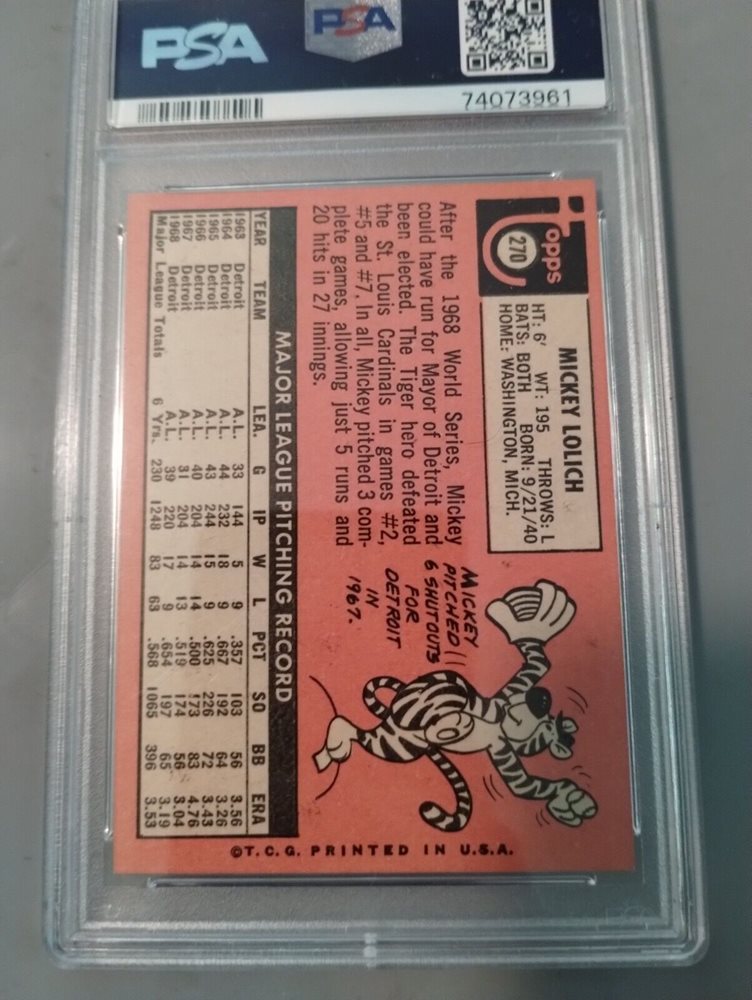 PSA
PSA
74073961
topps
270
MICKEY LOLICH
HT: 6' WT: 195 THROWS: L
BATS: BOTH BORN: 9/21/40
HOME: WASHINGTON, MICH.
After the 1968 World Series, Mickey
could have run for Mayor of Detroit and
been elected. The Tiger hero defeated
the St. Louis Cardinals in games #2,
#5 and #7. In all, Mickey pitched 3 com-
plete games, allowing just 5 runs and
20 hits in 27 innings.
MICKEY
PITCHED
6 SHUTOUTS
FOR
DETROIT
IN
1967.
MAJOR LEAGUE PITCHING RECORD
YEAR TEAM LEA. G IP W L PCT SO BB ERA
1963 Detroit A.L. 33 144 5 9 .357 103 56 3.56
1964 Detroit A.L. 44 232 18 9 .667 192 64 3.26
1965 Detroit A.L. 43 244 15 9 .625 226 72 3.43
1966 Detroit A.L. 40 204 14 14 .500 173 83 4.76
1967 Detroit A.L. 31 204 14 13 .519 174 56 3.04
1968 Detroit A.L. 39 220 17 9 .654 197 65 3.19
Major League Totals 6 Yrs. 230 1248 83 63 .568 1065 396 3.53
©T.C.G. PRINTED IN U.S.A.